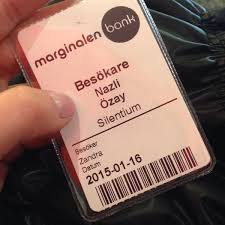 marginalen bank
Besökare
Nazli
Özay
Silentium
Besöker
Zandra
Datum
2015-01-16